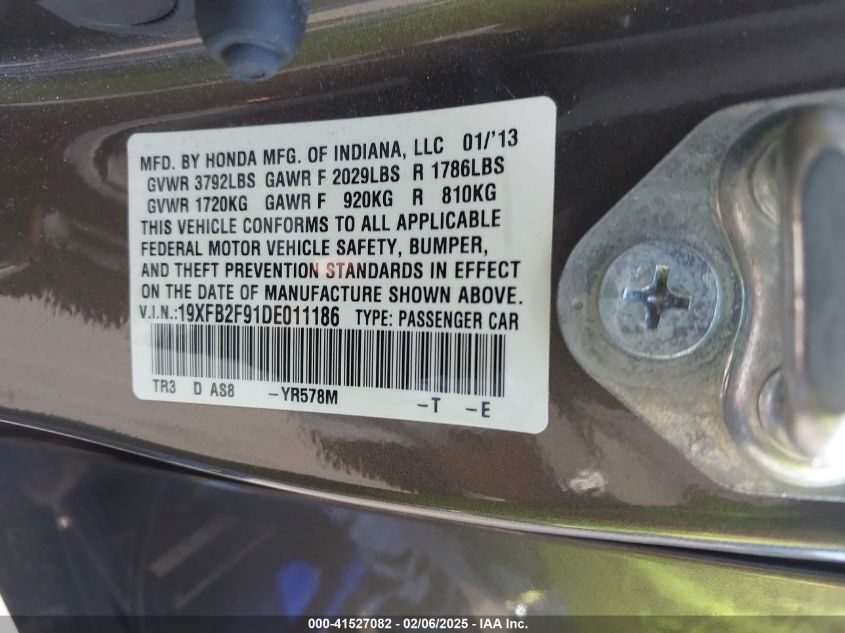 MFD. BY HONDA MFG. OF INDIANA, LLC 01/'13
GVWR 3792LBS GAWR F 2029LBS R 1786LBS
GVWR 1720KG GAWR F 920KG R 810KG
THIS VEHICLE CONFORMS TO ALL APPLICABLE
FEDERAL MOTOR VEHICLE SAFETY, BUMPER,
AND THEFT PREVENTION STANDARDS IN EFFECT
ON THE DATE OF MANUFACTURE SHOWN ABOVE.
V.I.N.:19XFB2F91DE011186 TYPE: PASSENGER CAR
TR3 D AS8 -YR578M -T -E
000-41527082 - 02/06/2025 - IAA Inc.